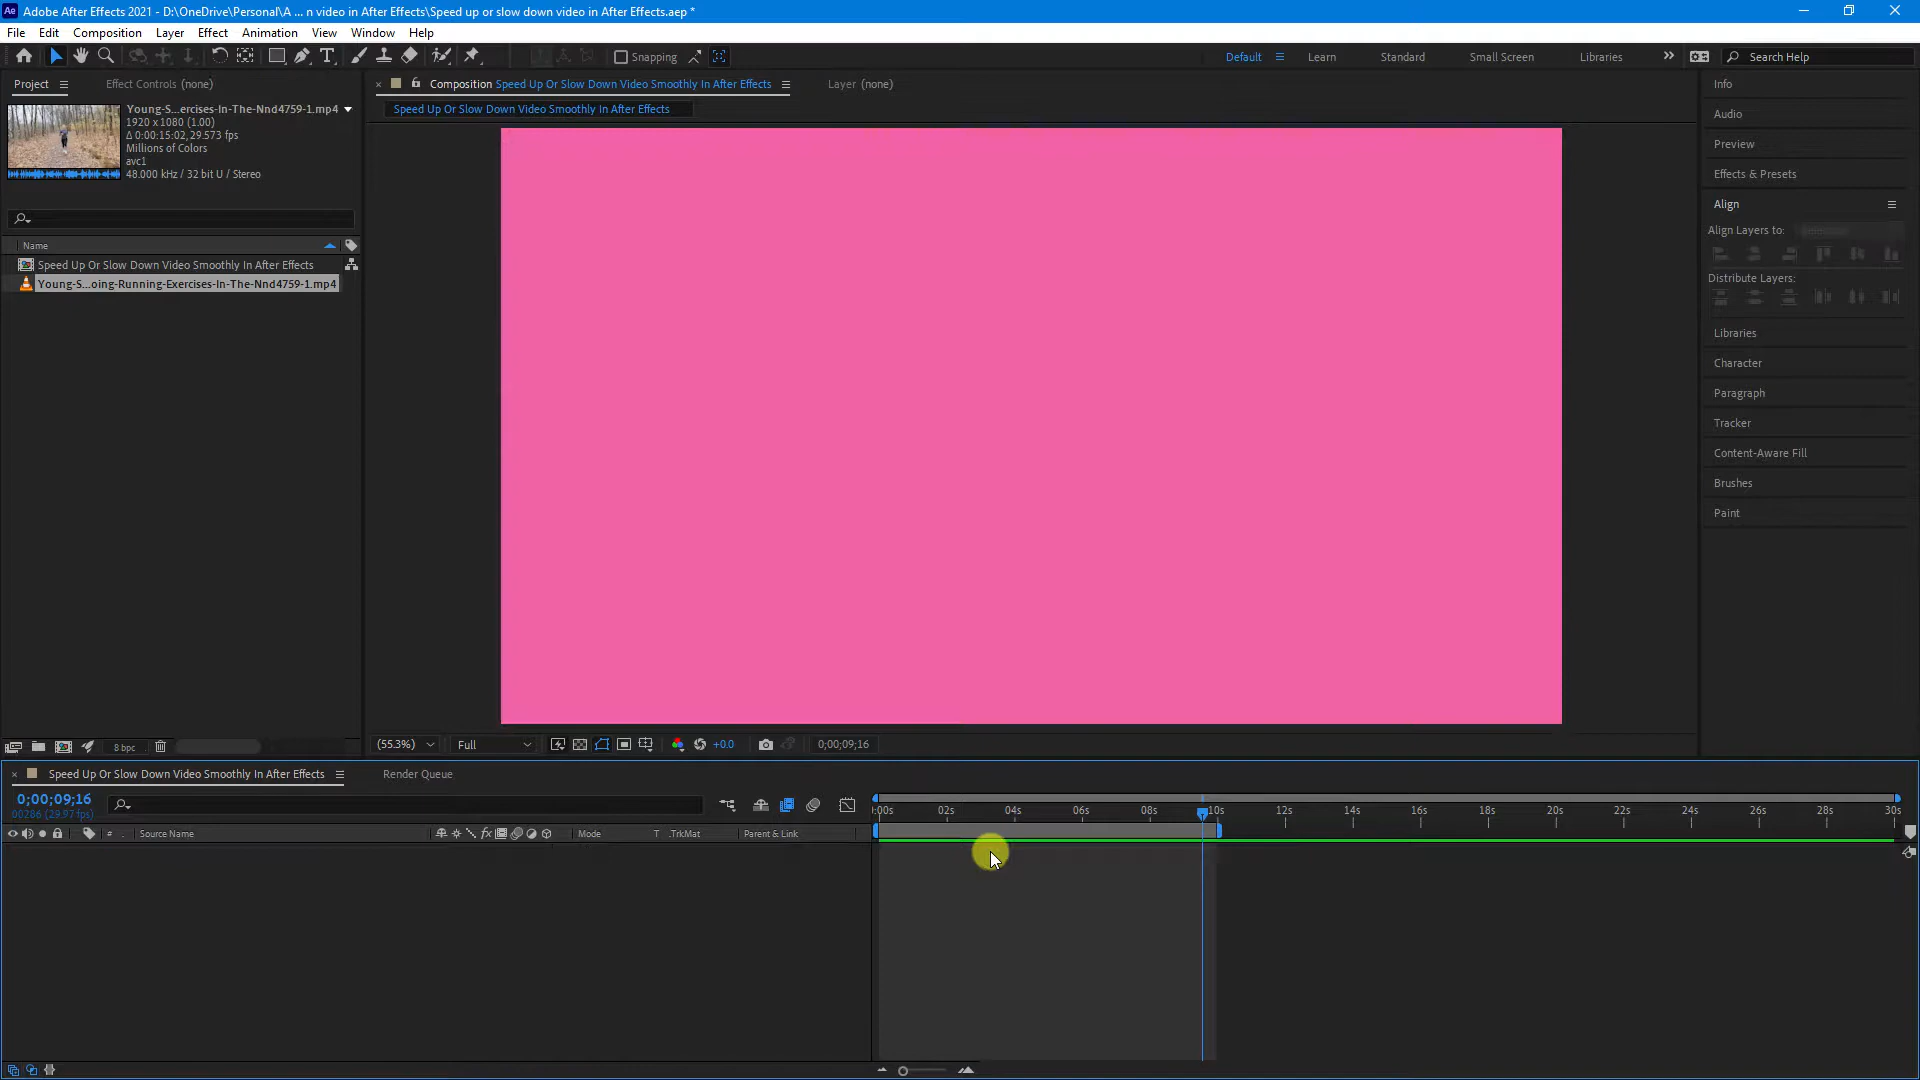 Ae Adobe After Effects 2021 - D:\OneDrive\Personal\A ... n video in After Effects\Speed up or slow down video in After Effects.aep *
File Edit Composition Layer Effect Animation View Window Help
Snapping Default Learn Standard Small Screen Libraries Search Help
Project Effect Controls (none)
Young-S...ercises-In-The-Nnd4759-1.mp4
1920 x 1080 (1.00)
Δ 0:00:15:02, 29.573 fps
Millions of Colors
avc1
48.000 kHz / 32 bit U / Stereo
Name
Speed Up Or Slow Down Video Smoothly In After Effects
Young-S...oing-Running-Exercises-In-The-Nnd4759-1.mp4
8 bpc
Composition Speed Up Or Slow Down Video Smoothly In After Effects Layer (none)
Speed Up Or Slow Down Video Smoothly In After Effects
(55.3%) Full +0.0 0;00;09;16
Info
Audio
Preview
Effects & Presets
Align
Align Layers to:
Distribute Layers:
Libraries
Character
Paragraph
Tracker
Content-Aware Fill
Brushes
Paint
Speed Up Or Slow Down Video Smoothly In After Effects Render Queue
0;00;09;16
00286 (29.97 fps)
# Source Name fx Mode T .TrkMat Parent & Link
:00s 02s 04s 06s 08s 10s 12s 14s 16s 18s 20s 22s 24s 26s 28s 30s